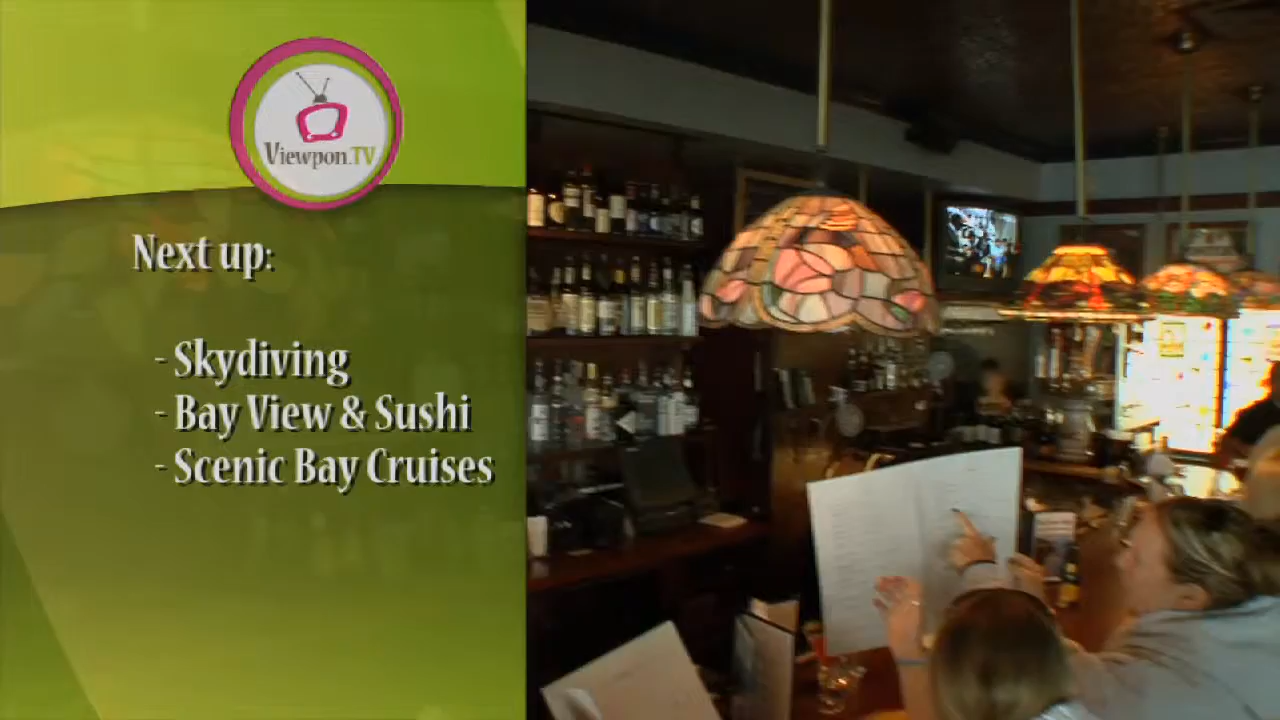 Viewpon.TV
Next up:
- Skydiving
- Bay View & Sushi
- Scenic Bay Cruises